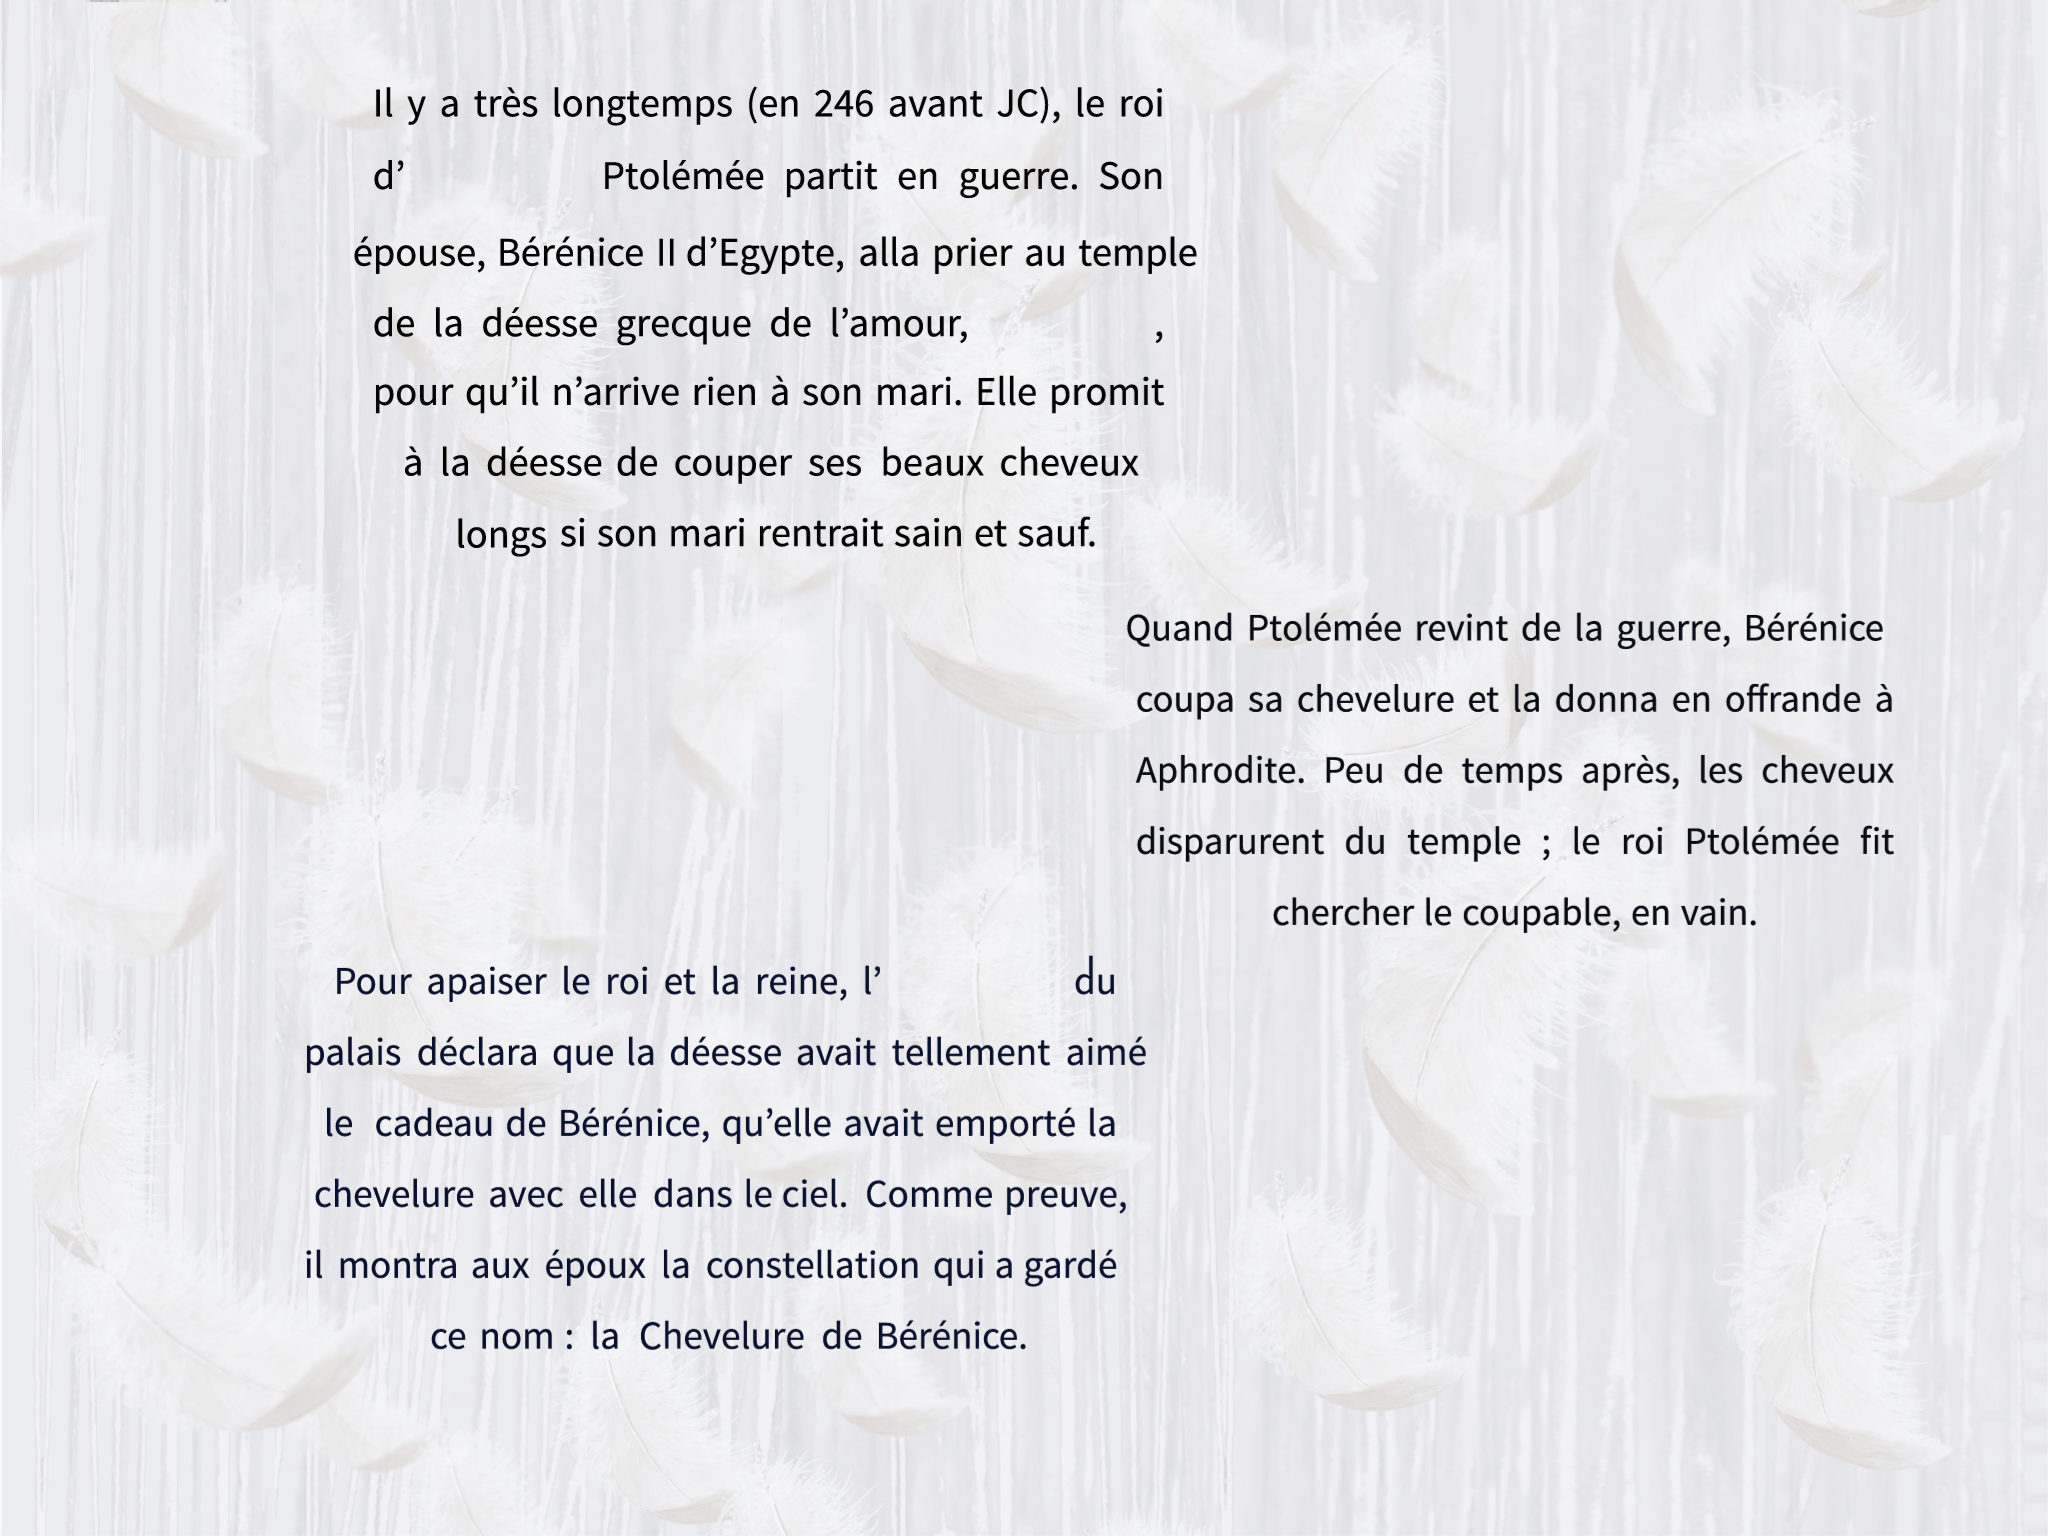 Il y a très longtemps (en 246 avant JC), le roi
d’ Ptolémée partit en guerre. Son
épouse, Bérénice II d’Egypte, alla prier au temple
de la déesse grecque de l’amour, ,
pour qu’il n’arrive rien à son mari. Elle promit
à la déesse de couper ses beaux cheveux
longs si son mari rentrait sain et sauf.
Quand Ptolémée revint de la guerre, Bérénice
coupa sa chevelure et la donna en offrande à
Aphrodite. Peu de temps après, les cheveux
disparurent du temple ; le roi Ptolémée fit
chercher le coupable, en vain.
Pour apaiser le roi et la reine, l’ du
palais déclara que la déesse avait tellement aimé
le cadeau de Bérénice, qu’elle avait emporté la
chevelure avec elle dans le ciel. Comme preuve,
il montra aux époux la constellation qui a gardé
ce nom : la Chevelure de Bérénice.